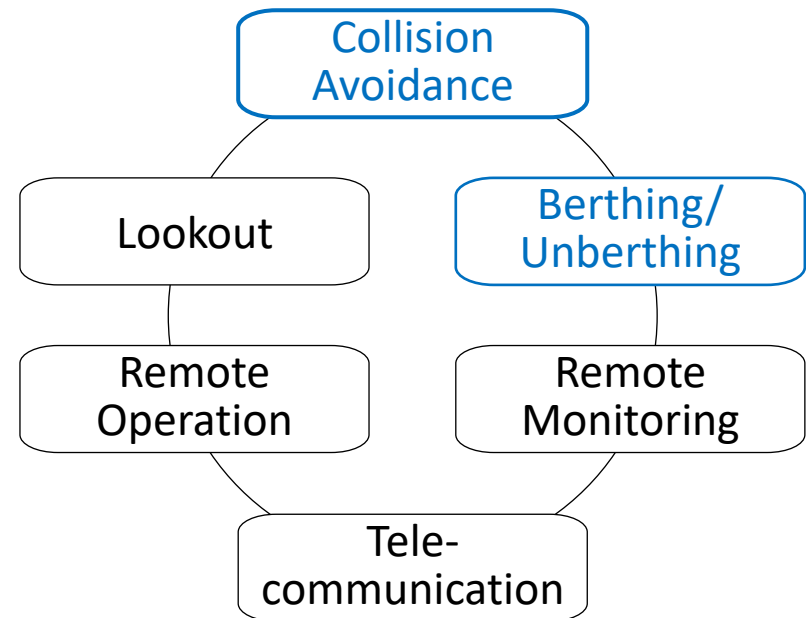 Collision
Avoidance
Lookout
Berthing/
Unberthing
Remote
Operation
Remote
Monitoring
Tele-
communication